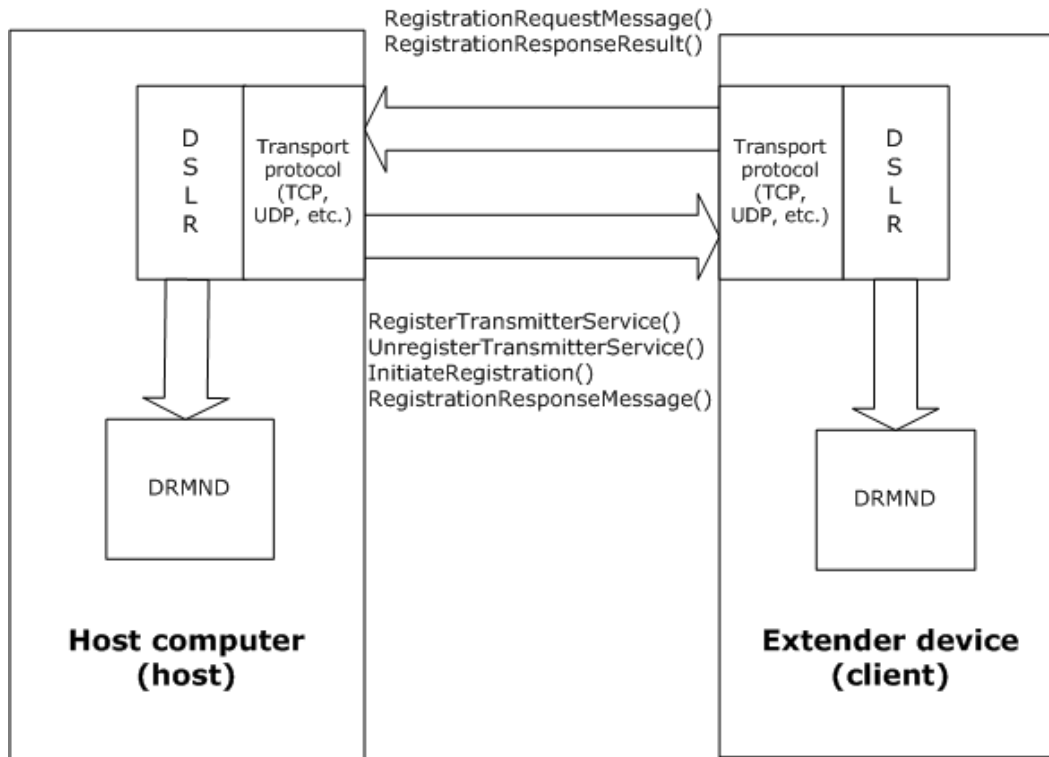 RegistrationRequestMessage()
RegistrationResponseResult()
D
S
L
R
Transport
protocol
(TCP,
UDP, etc.)
Transport
protocol
(TCP,
UDP, etc.)
D
S
L
R
RegisterTransmitterService()
UnregisterTransmitterService()
InitiateRegistration()
RegistrationResponseMessage()
DRMND
DRMND
Host computer
(host)
Extender device
(client)